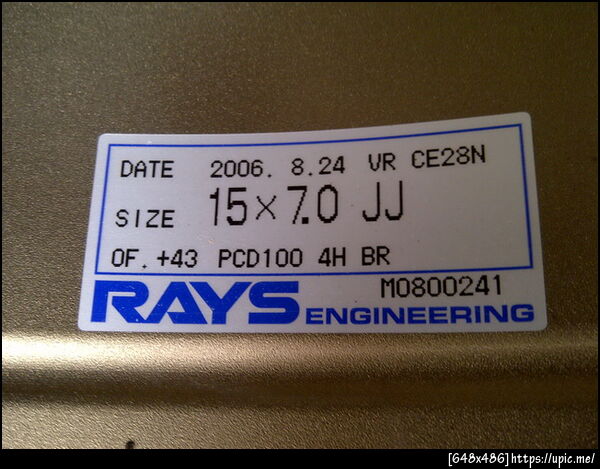 DATE 2006. 8.24 VR CE28N
SIZE 15×7.0 JJ
OF. +43 PCD100 4H BR
M0800241
RAYS ENGINEERING
[648x486]https://upic.me/